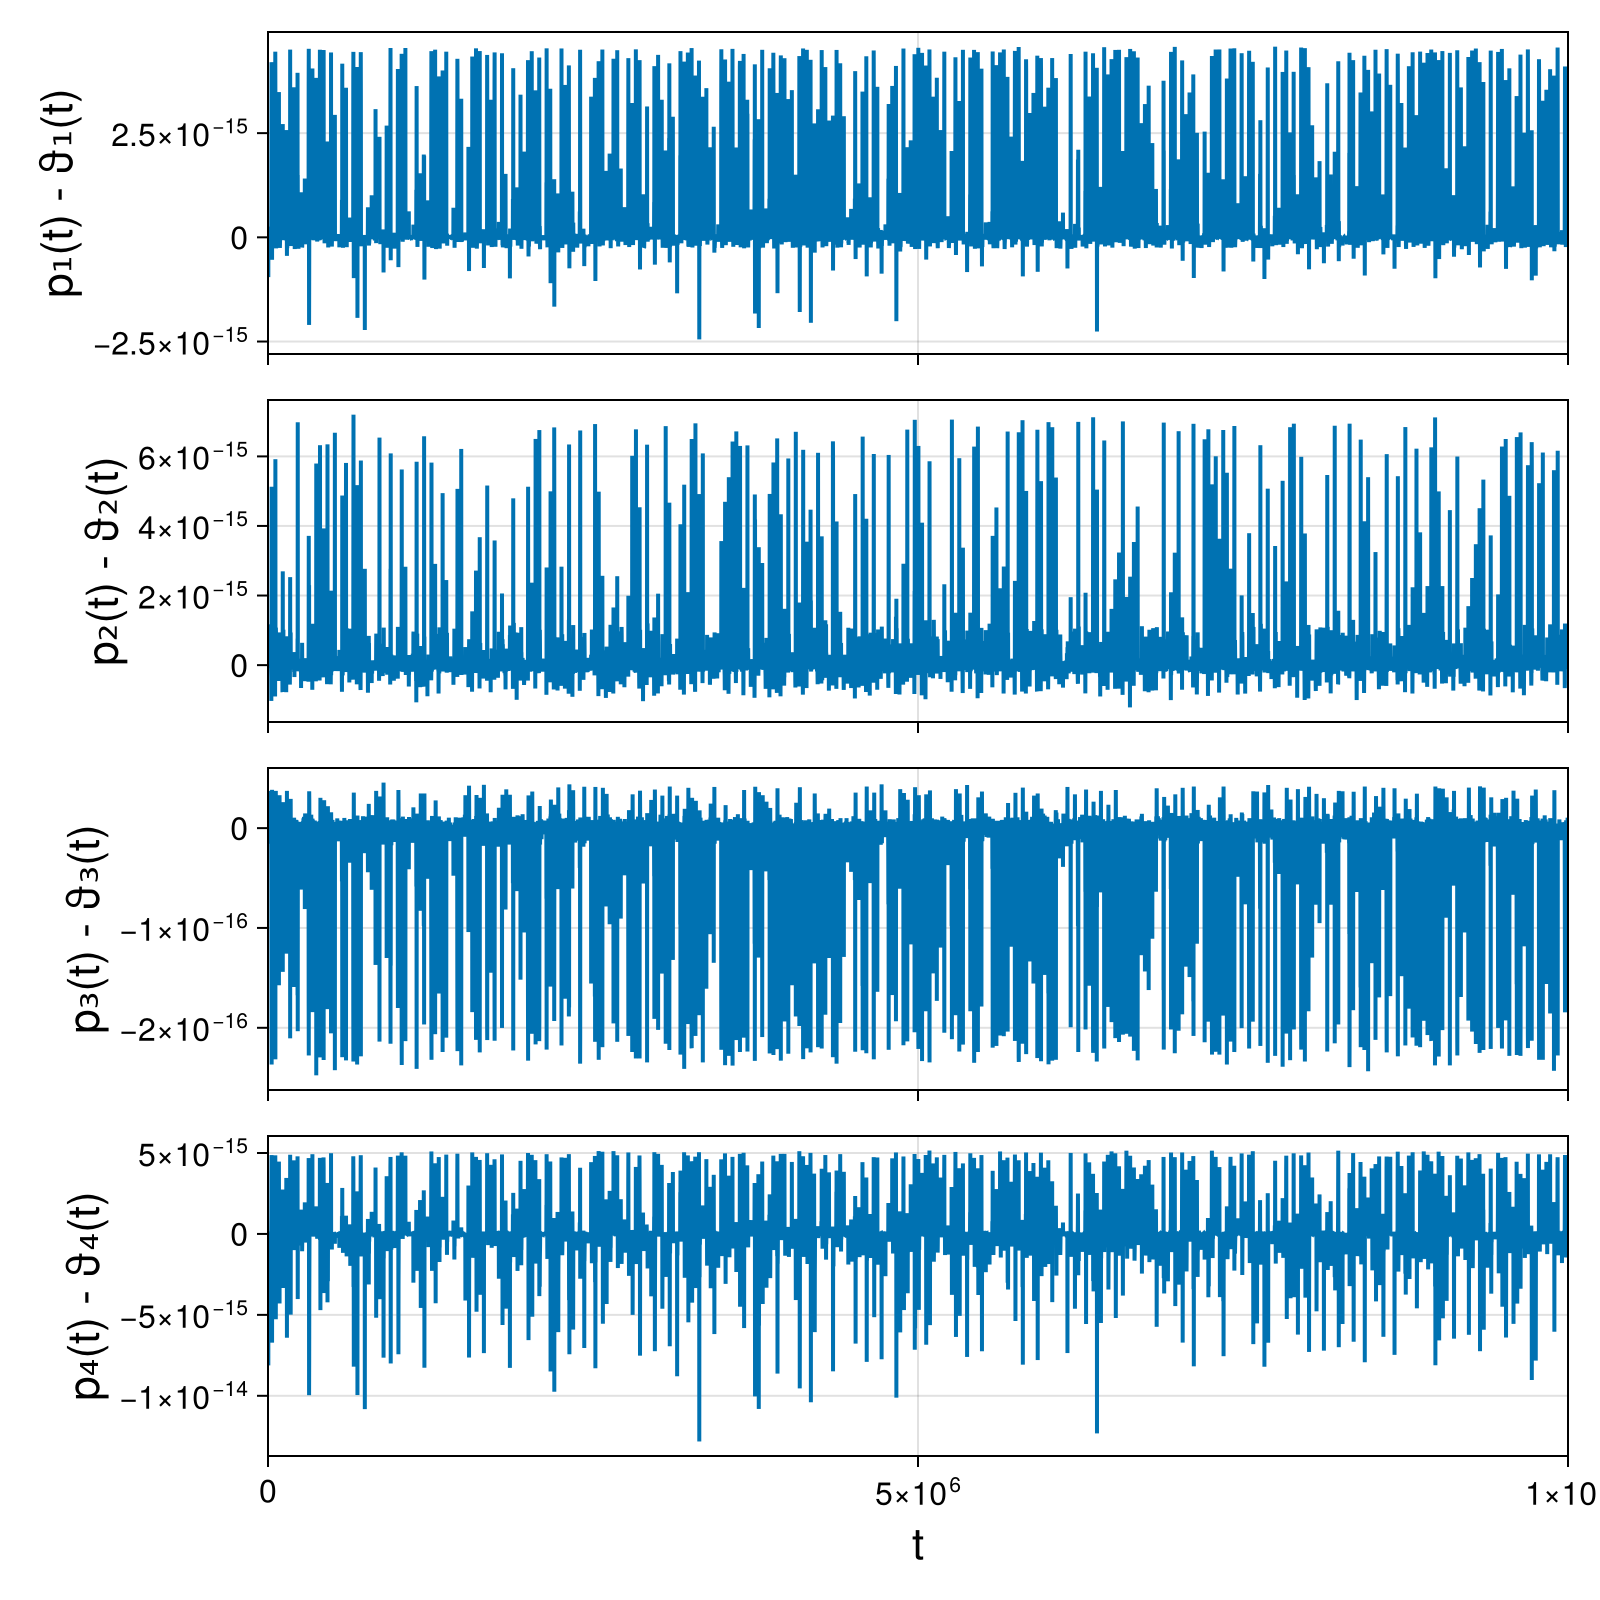 p₁(t) - ϑ₁(t)
2.5×10⁻¹⁵
0
−2.5×10⁻¹⁵
p₂(t) - ϑ₂(t)
6×10⁻¹⁵
4×10⁻¹⁵
2×10⁻¹⁵
0
p₃(t) - ϑ₃(t)
0
−1×10⁻¹⁶
−2×10⁻¹⁶
p₄(t) - ϑ₄(t)
5×10⁻¹⁵
0
−5×10⁻¹⁵
−1×10⁻¹⁴
0 5×10⁶ 1×10
t